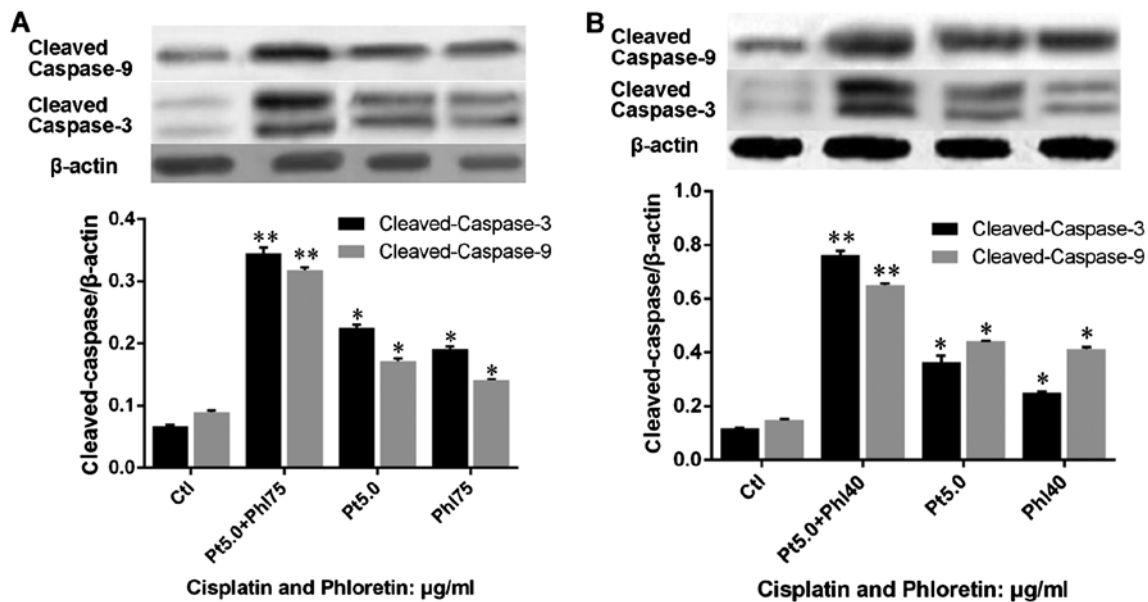 A
Cleaved
Caspase-9
Cleaved
Caspase-3
β-actin
Cleaved-caspase/β-actin
0.4
0.3
0.2
0.1
0.0
Cleaved-Caspase-3
Cleaved-Caspase-9
**
**
*
*
*
*
Ctl
Pt5.0+Phl75
Pt5.0
Phl75
Cisplatin and Phloretin: μg/ml
B
Cleaved
Caspase-9
Cleaved
Caspase-3
β-actin
Cleaved-caspase/β-actin
1.0
0.8
0.6
0.4
0.2
0.0
Cleaved-Caspase-3
Cleaved-Caspase-9
**
**
*
*
*
*
Ctl
Pt5.0+Phl40
Pt5.0
Phl40
Cisplatin and Phloretin: μg/ml